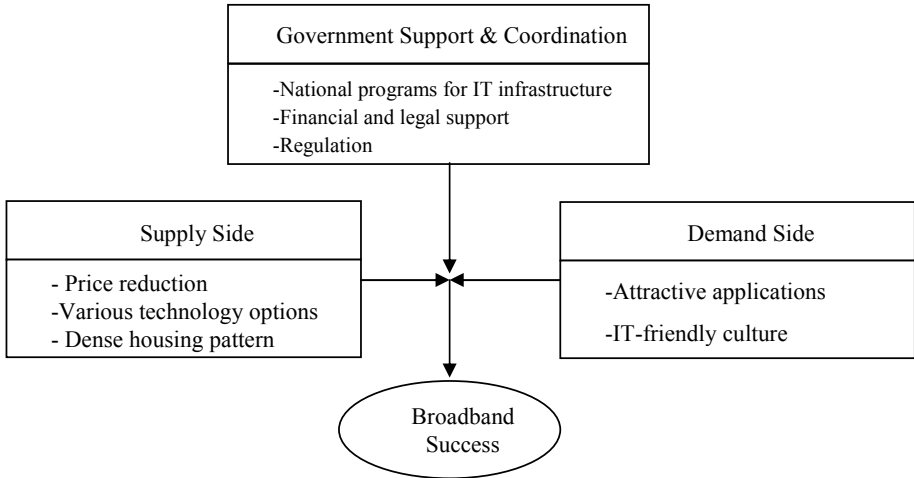 Government Support & Coordination
-National programs for IT infrastructure
-Financial and legal support
-Regulation
Supply Side
- Price reduction
-Various technology options
- Dense housing pattern
Demand Side
-Attractive applications
-IT-friendly culture
Broadband
Success